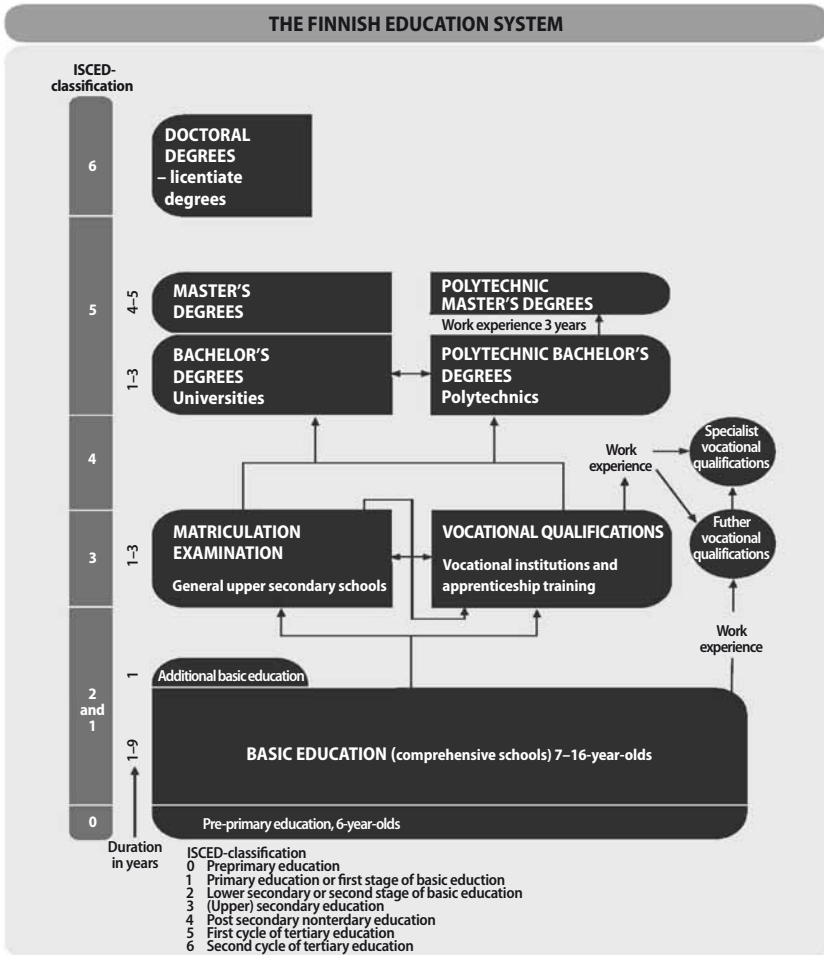 THE FINNISH EDUCATION SYSTEM
ISCED-
classification
6
DOCTORAL
DEGREES
– licentiate
degrees
5
4–5
MASTER'S
DEGREES
POLYTECHNIC
MASTER'S DEGREES
Work experience 3 years
1–3
BACHELOR'S
DEGREES
Universities
POLYTECHNIC BACHELOR'S
DEGREES
Polytechnics
4
Work
experience
Specialist
vocational
qualifications
3
1–3
MATRICULATION
EXAMINATION
General upper secondary schools
VOCATIONAL QUALIFICATIONS
Vocational institutions and
apprenticeship training
Futher
vocational
qualifications
Work
experience
2
and
1
1
Additional basic education
1–9
BASIC EDUCATION (comprehensive schools) 7–16-year-olds
0
Pre-primary education, 6-year-olds
Duration
in years
ISCED-classification
0 Preprimary education
1 Primary education or first stage of basic eduction
2 Lower secondary or second stage of basic education
3 (Upper) secondary education
4 Post secondary nonterdary education
5 First cycle of tertiary education
6 Second cycle of tertiary education